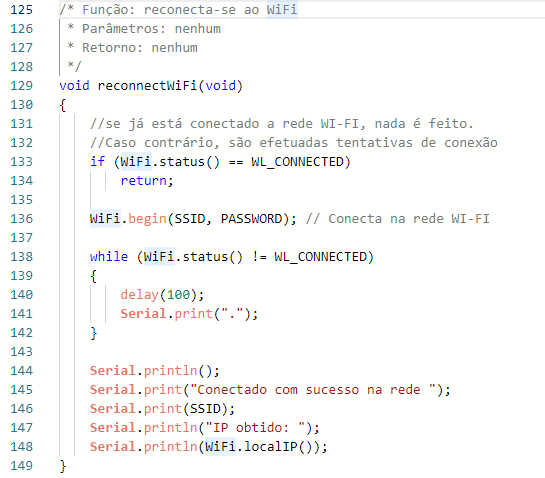 125 /* Função: reconecta-se ao WiFi
126  * Parâmetros: nenhum
127  * Retorno: nenhum
128  */
129 void reconnectWiFi(void)
130 {
131     //se já está conectado a rede WI-FI, nada é feito.
132     //Caso contrário, são efetuadas tentativas de conexão
133     if (WiFi.status() == WL_CONNECTED)
134         return;
135
136     WiFi.begin(SSID, PASSWORD); // Conecta na rede WI-FI
137
138     while (WiFi.status() != WL_CONNECTED)
139     {
140         delay(100);
141         Serial.print(".");
142     }
143
144     Serial.println();
145     Serial.print("Conectado com sucesso na rede ");
146     Serial.print(SSID);
147     Serial.println("IP obtido: ");
148     Serial.println(WiFi.localIP());
149 }